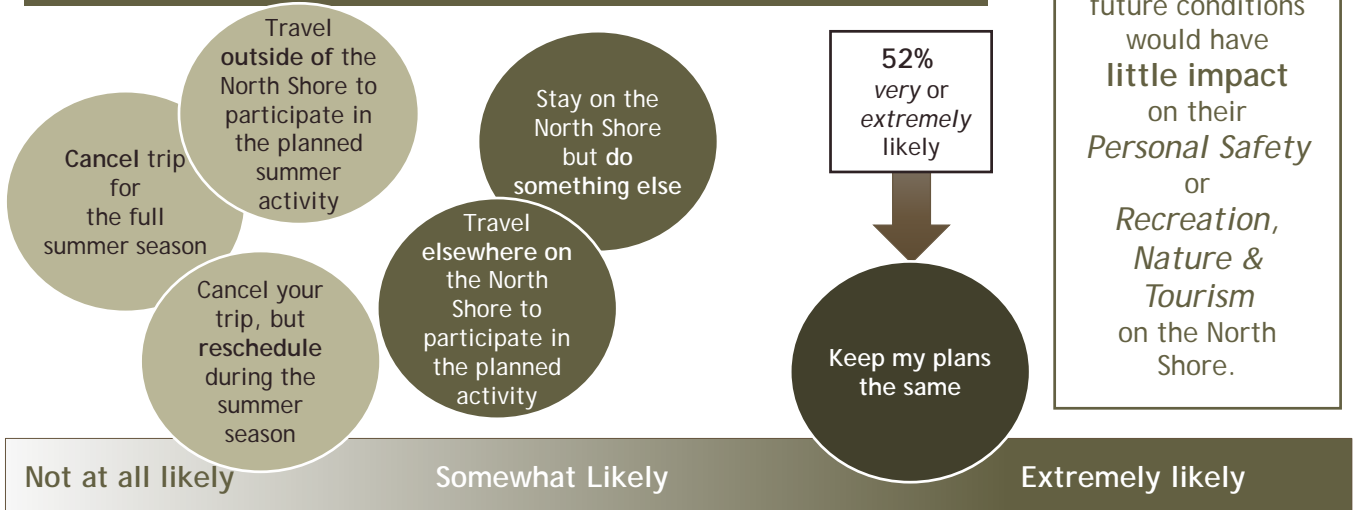 Travel
outside of the
North Shore to
participate in
the planned
summer
activity
Cancel trip
for
the full
summer season
Cancel your
trip, but
reschedule
during the
summer
season
Stay on the
North Shore
but do
something else
Travel
elsewhere on
the North
Shore to
participate in
the planned
activity
52%
very or
extremely
likely
Keep my plans
the same
future conditions
would have
little impact
on their
Personal Safety
or
Recreation,
Nature &
Tourism
on the North
Shore.
Not at all likely
Somewhat Likely
Extremely likely